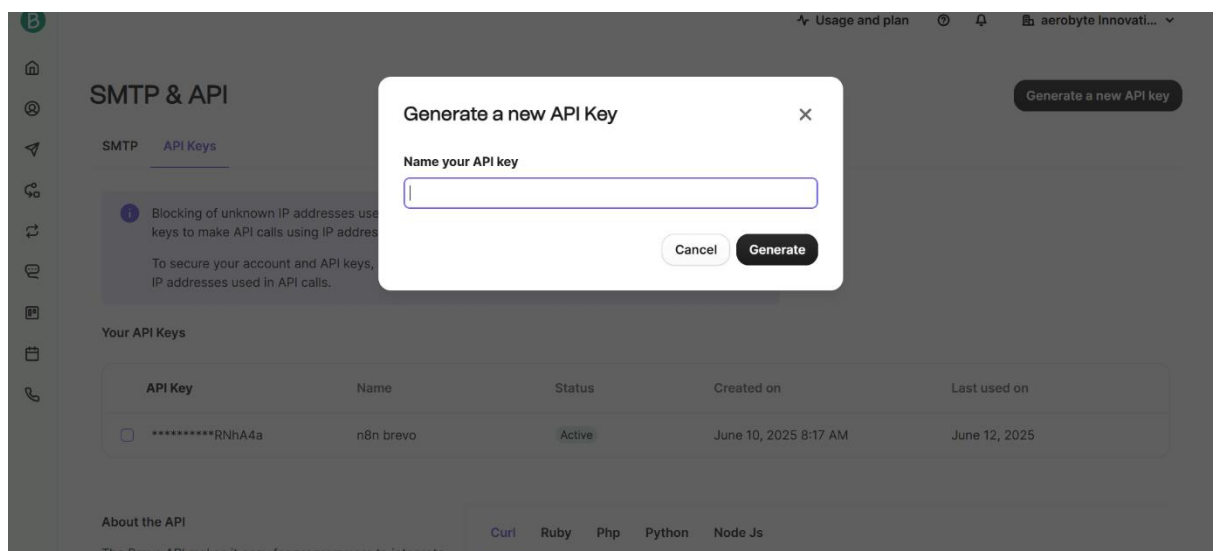 B
Usage and plan
aerobyte Innovati...
SMTP & API
Generate a new API key
SMTP
API Keys
Generate a new API Key
Name your API key
Cancel
Generate
Blocking of unknown IP addresses use
keys to make API calls using IP addres
To secure your account and API keys,
IP addresses used in API calls.
Your API Keys
API Key Name Status Created on Last used on
**********RNhA4a n8n brevo Active June 10, 2025 8:17 AM June 12, 2025
About the API
Curl Ruby Php Python Node Js